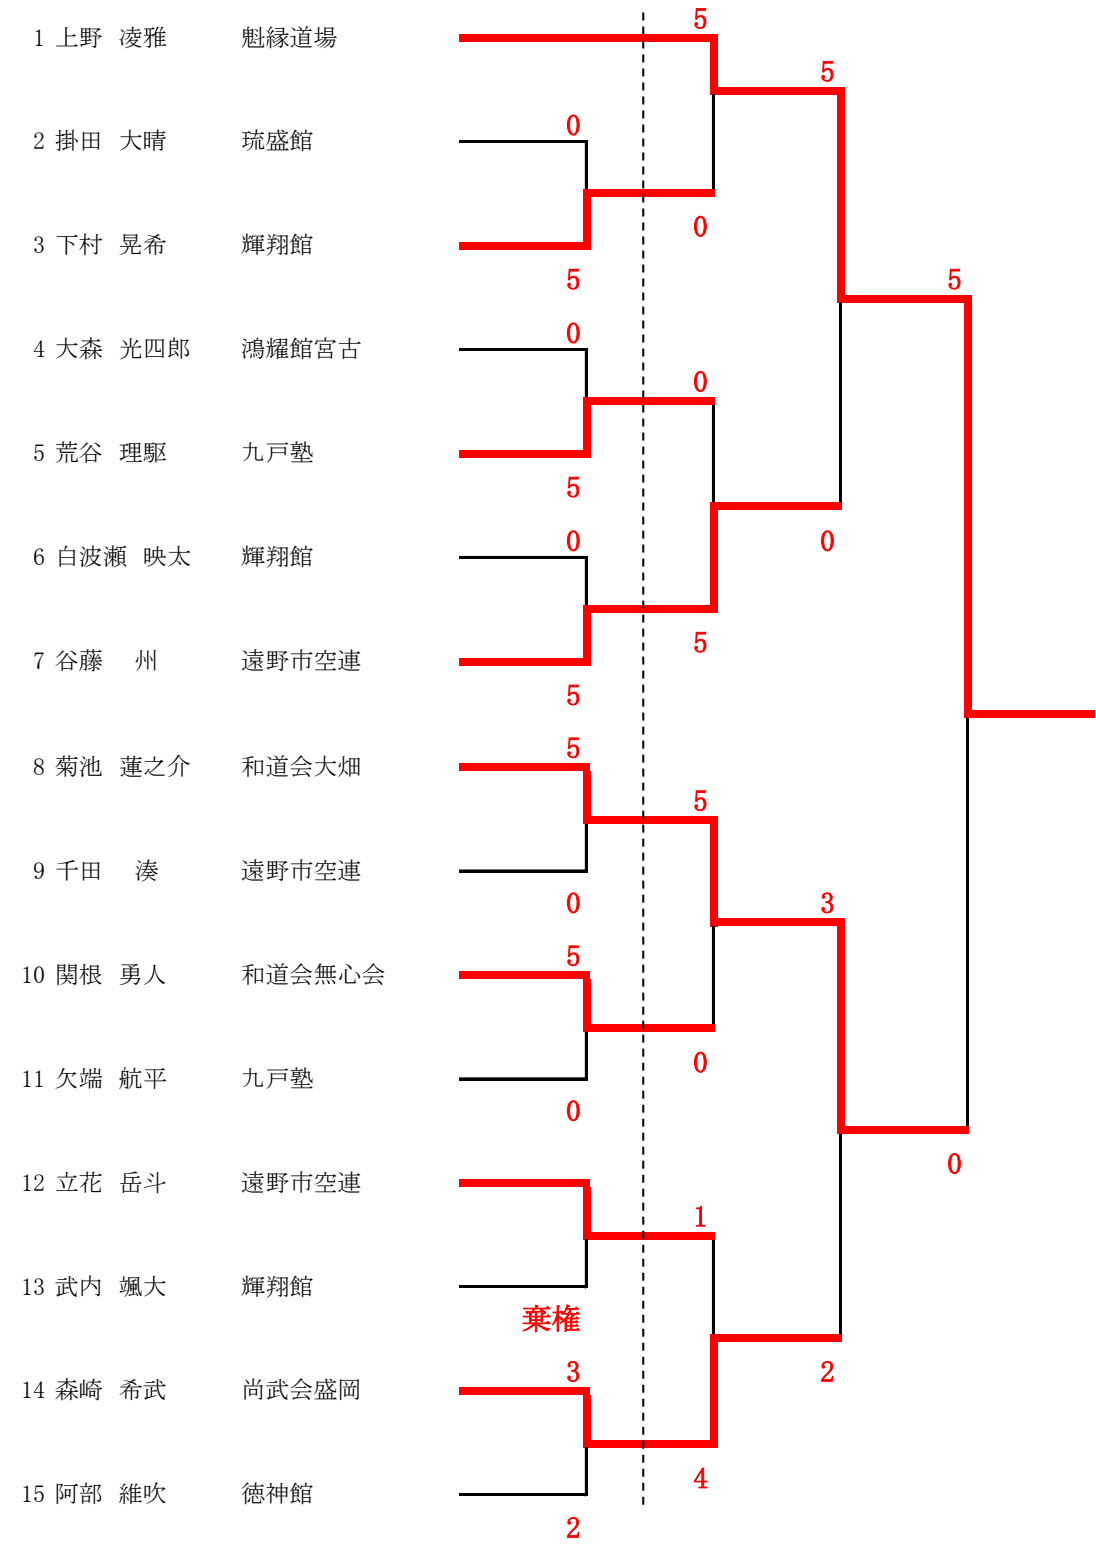 5
1 上野 凌雅 魁縁道場
5
0
2 掛田 大晴 琉盛館
0
3 下村 晃希 輝翔館
5
5
0
4 大森 光四郎 鴻耀館宮古
0
5 荒谷 理駆 九戸塾
5
0
0
6 白波瀬 映太 輝翔館
5
7 谷藤 州 遠野市空連
5
5
8 菊池 蓮之介 和道会大畑
5
9 千田 湊 遠野市空連
0
3
5
10 関根 勇人 和道会無心会
0
11 欠端 航平 九戸塾
0
0
12 立花 岳斗 遠野市空連
1
13 武内 颯大 輝翔館
棄権
3
2
14 森崎 希武 尚武会盛岡
4
15 阿部 維吹 徳神館
2